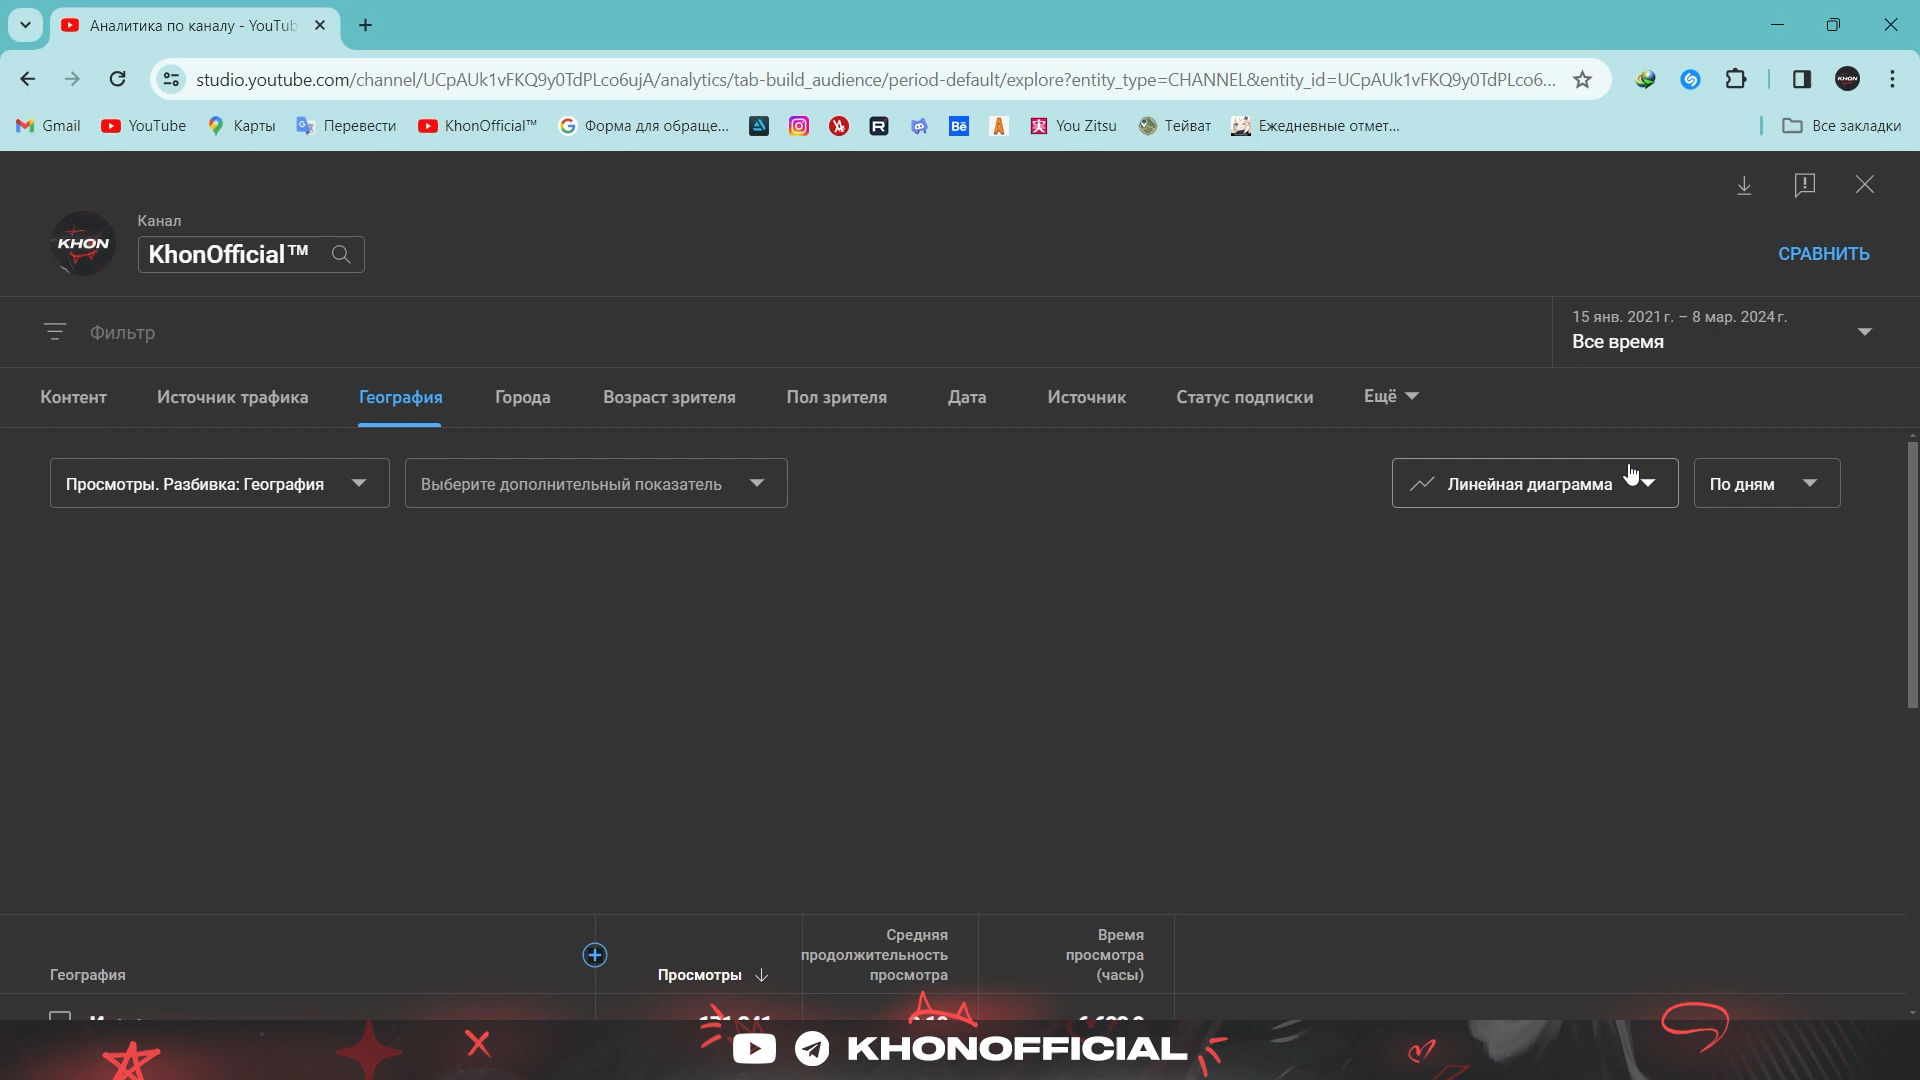 Аналитика по каналу - YouTub
studio.youtube.com/channel/UCpAUk1vFKQ9y0TdPLco6ujA/analytics/tab-build_audience/period-default/explore?entity_type=CHANNEL&entity_id=UCpAUk1vFKQ9y0TdPLco6...
Gmail YouTube Карты Перевести KhonOfficial™ Форма для обраще... You Zitsu Тейват Ежедневные отмет... Все закладки
Канал
KHON KhonOfficial™
СРАВНИТЬ
Фильтр
15 янв. 2021 г. – 8 мар. 2024 г.
Все время
Контент Источник трафика География Города Возраст зрителя Пол зрителя Дата Источник Статус подписки Ещё
Просмотры. Разбивка: География Выберите дополнительный показатель Линейная диаграмма По дням
География
Просмотры
Средняя
продолжительность
просмотра
Время
просмотра
(часы)
KHONOFFICIAL